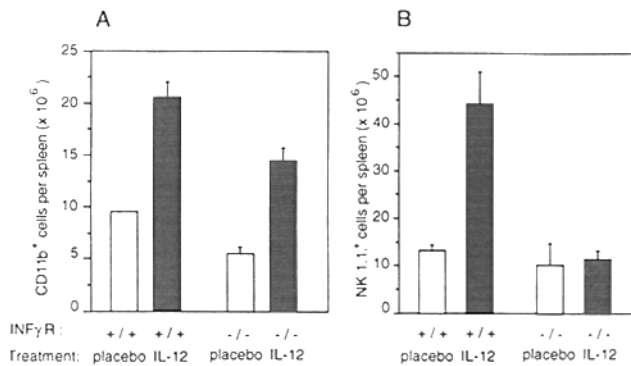 A
B
CD11b+ cells per spleen (x 10^6)
25
20
15
10
5
0
NK 1.1.+ cells per spleen (x 10^6)
50
40
30
20
10
0
INFγR : +/+ +/+ -/- -/- +/+ +/+ -/- -/-
Treatment: placebo IL-12 placebo IL-12 placebo IL-12 placebo IL-12